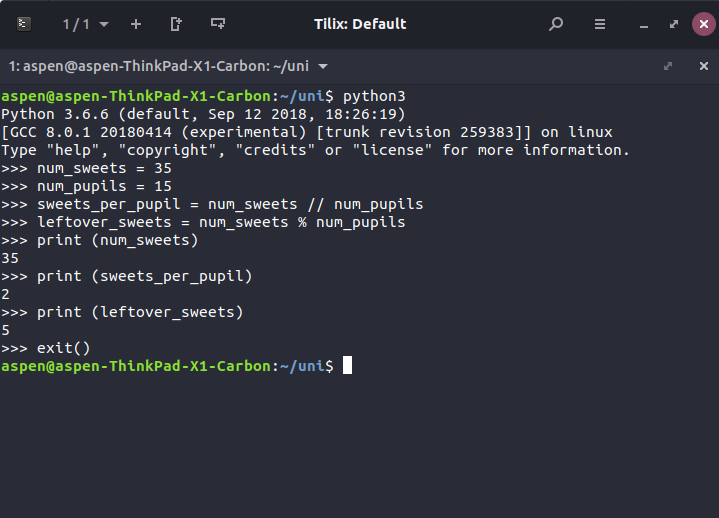 1 / 1
Tilix: Default
1: aspen@aspen-ThinkPad-X1-Carbon: ~/uni
aspen@aspen-ThinkPad-X1-Carbon:~/uni$ python3
Python 3.6.6 (default, Sep 12 2018, 18:26:19)
[GCC 8.0.1 20180414 (experimental) [trunk revision 259383]] on linux
Type "help", "copyright", "credits" or "license" for more information.
>>> num_sweets = 35
>>> num_pupils = 15
>>> sweets_per_pupil = num_sweets // num_pupils
>>> leftover_sweets = num_sweets % num_pupils
>>> print (num_sweets)
35
>>> print (sweets_per_pupil)
2
>>> print (leftover_sweets)
5
>>> exit()
aspen@aspen-ThinkPad-X1-Carbon:~/uni$